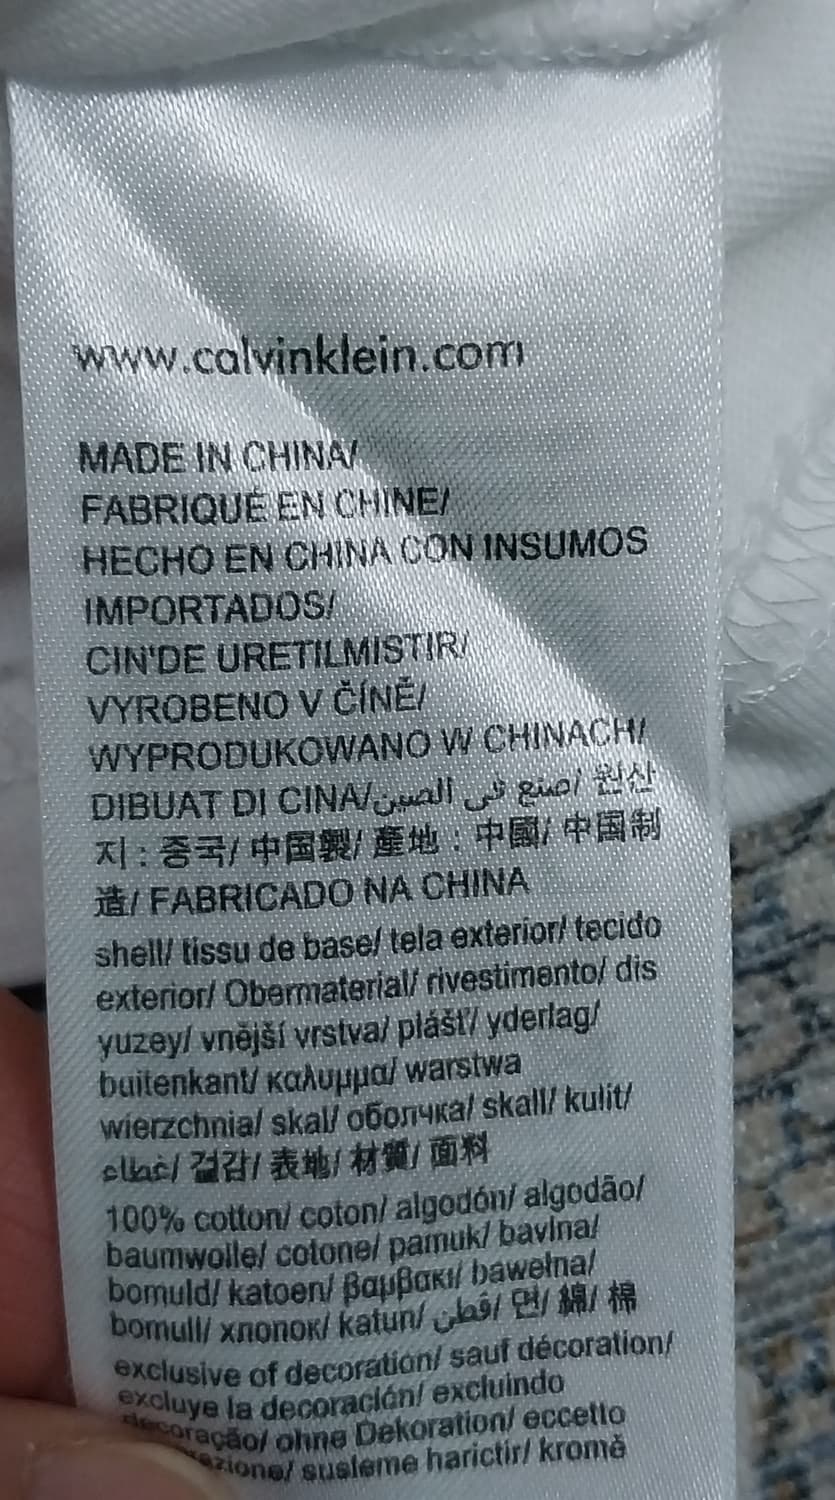 www.calvinklein.com
MADE IN CHINA/
FABRIQUÉ EN CHINE/
HECHO EN CHINA CON INSUMOS
IMPORTADOS/
CIN'DE URETILMISTIR/
VYROBENO V ČÍNĚ/
WYPRODUKOWANO W CHINACH/
DIBUAT DI CINA/صنع في الصين/ 원산
지 : 중국/ 中国製/ 產地 : 中國/ 中国制
造/ FABRICADO NA CHINA
shell/ tissu de base/ tela exterior/ tecido
exterior/ Obermaterial/ rivestimento/ dis
yuzey/ vnější vrstva/ plášť/ yderlag/
buitenkant/ καλυμμα/ warstwa
wierzchnia/ skal/ оболчка/ skall/ kulit/
غطاء/ 겉감/ 表地/ 材質/ 面料
100% cotton/ coton/ algodón/ algodão/
baumwolle/ cotone/ pamuk/ bavlna/
bomuld/ katoen/ βαμβακι/ bawełna/
bomull/ хлопок/ katun/ قطن/ 면/ 綿/ 棉
exclusive of decoration/ sauf décoration/
excluye la decoración/ excluindo
decoração/ ohne Dekoration/ eccetto
azione/ susleme harictir/ kromě